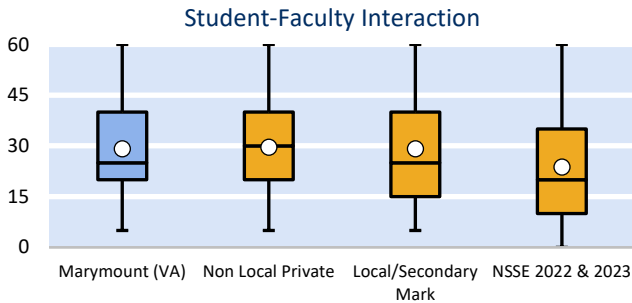 Student-Faculty Interaction
60
45
30
15
0
Marymount (VA)
Non Local Private
Local/Secondary
Mark
NSSE 2022 & 2023